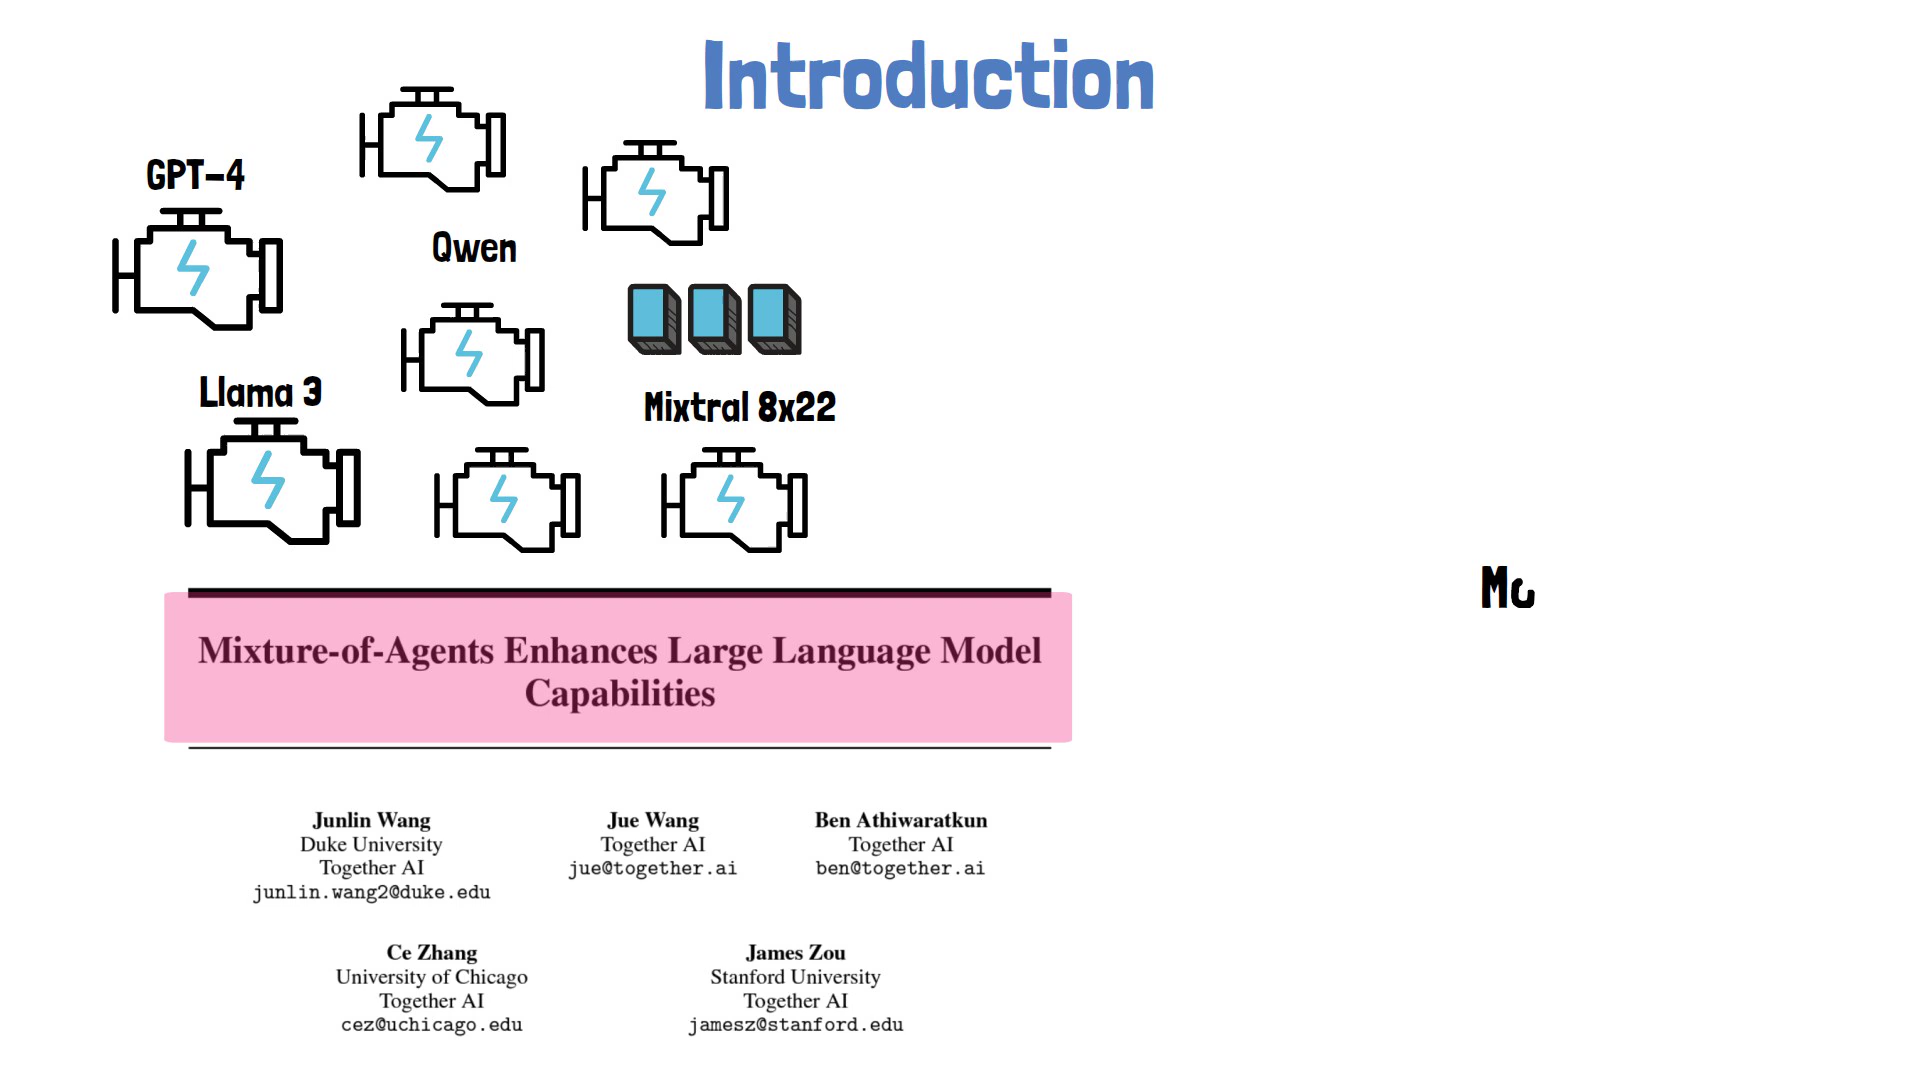 Introduction
GPT-4
Qwen
Llama 3
Mixtral 8x22
Mixture-of-Agents Enhances Large Language Model
Capabilities
Junlin Wang
Duke University
Together AI
junlin.wang2@duke.edu
Jue Wang
Together AI
jue@together.ai
Ben Athiwaratkun
Together AI
ben@together.ai
Ce Zhang
University of Chicago
Together AI
cez@uchicago.edu
James Zou
Stanford University
Together AI
jamesz@stanford.edu